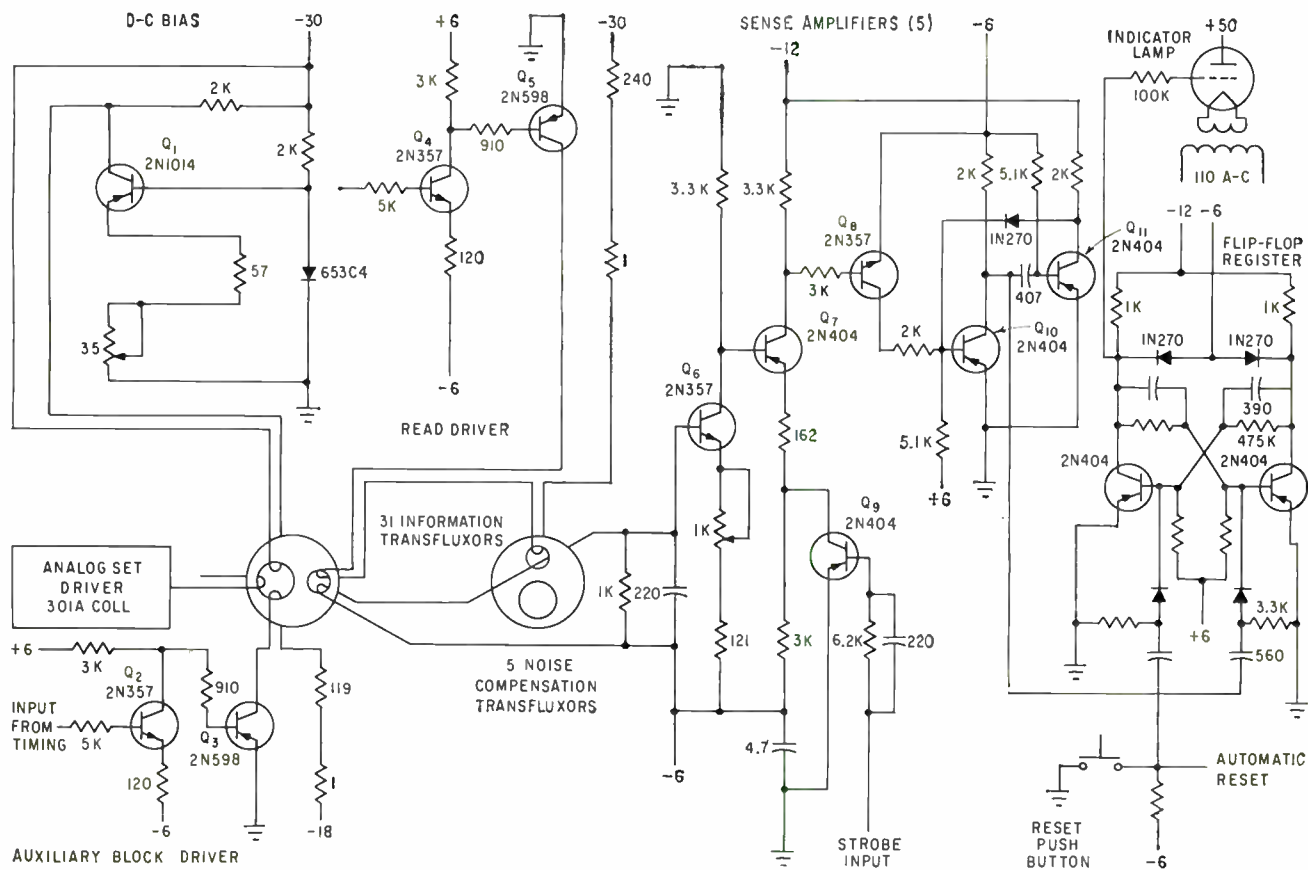 D-C BIAS
-30
2K
2K
Q1
2N1014
57
653C4
35
+6
3K
Q5
2N598
910
Q4
2N357
5K
120
-6
READ DRIVER
-30
240
1
SENSE AMPLIFIERS (5)
-12
3.3K
3.3K
Q8
2N357
3K
Q7
2N404
Q6
2N357
162
1K
121
Q9
2N404
3K
6.2K
220
4.7
-6
STROBE
INPUT
-6
2K
5.1K
2K
1N270
Q11
2N404
407
2K
Q10
2N404
5.1K
+6
INDICATOR
LAMP
+50
100K
110 A-C
-12
-6
FLIP-FLOP
REGISTER
1K
1K
1N270
1N270
390
475K
2N404
2N404
3.3K
+6
560
AUTOMATIC
RESET
RESET
PUSH
BUTTON
-6
31 INFORMATION
TRANSFLUXORS
1K
220
5 NOISE
COMPENSATION
TRANSFLUXORS
ANALOG SET
DRIVER
301A COLL
+6
3K
Q2
2N357
910
INPUT
FROM
TIMING
5K
Q3
2N598
119
120
1
-6
-18
AUXILIARY BLOCK DRIVER